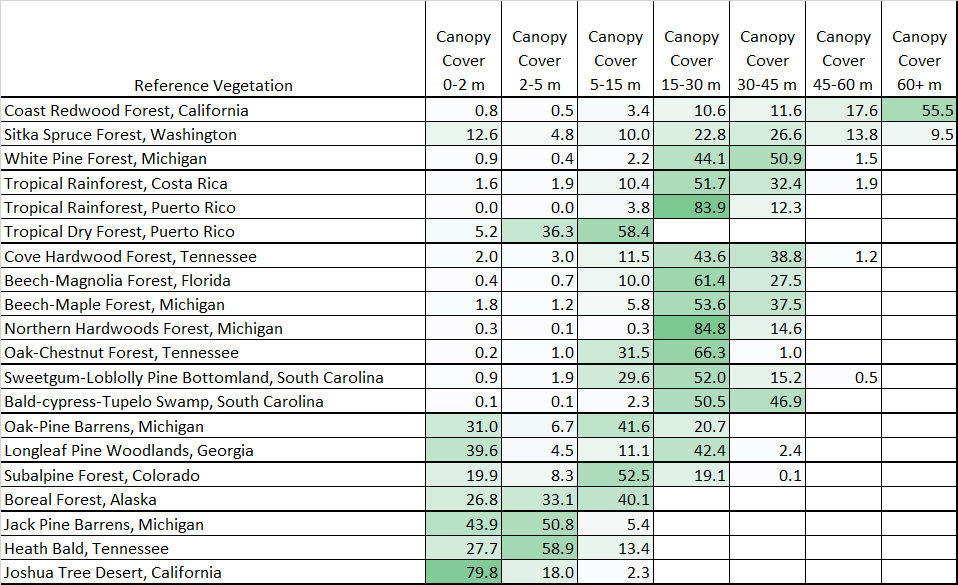 Reference Vegetation Canopy Cover 0-2 m Canopy Cover 2-5 m Canopy Cover 5-15 m Canopy Cover 15-30 m Canopy Cover 30-45 m Canopy Cover 45-60 m Canopy Cover 60+ m
Coast Redwood Forest, California 0.8 0.5 3.4 10.6 11.6 17.6 55.5
Sitka Spruce Forest, Washington 12.6 4.8 10.0 22.8 26.6 13.8 9.5
White Pine Forest, Michigan 0.9 0.4 2.2 44.1 50.9 1.5
Tropical Rainforest, Costa Rica 1.6 1.9 10.4 51.7 32.4 1.9
Tropical Rainforest, Puerto Rico 0.0 0.0 3.8 83.9 12.3
Tropical Dry Forest, Puerto Rico 5.2 36.3 58.4
Cove Hardwood Forest, Tennessee 2.0 3.0 11.5 43.6 38.8 1.2
Beech-Magnolia Forest, Florida 0.4 0.7 10.0 61.4 27.5
Beech-Maple Forest, Michigan 1.8 1.2 5.8 53.6 37.5
Northern Hardwoods Forest, Michigan 0.3 0.1 0.3 84.8 14.6
Oak-Chestnut Forest, Tennessee 0.2 1.0 31.5 66.3 1.0
Sweetgum-Loblolly Pine Bottomland, South Carolina 0.9 1.9 29.6 52.0 15.2 0.5
Bald-cypress-Tupelo Swamp, South Carolina 0.1 0.1 2.3 50.5 46.9
Oak-Pine Barrens, Michigan 31.0 6.7 41.6 20.7
Longleaf Pine Woodlands, Georgia 39.6 4.5 11.1 42.4 2.4
Subalpine Forest, Colorado 19.9 8.3 52.5 19.1 0.1
Boreal Forest, Alaska 26.8 33.1 40.1
Jack Pine Barrens, Michigan 43.9 50.8 5.4
Heath Bald, Tennessee 27.7 58.9 13.4
Joshua Tree Desert, California 79.8 18.0 2.3